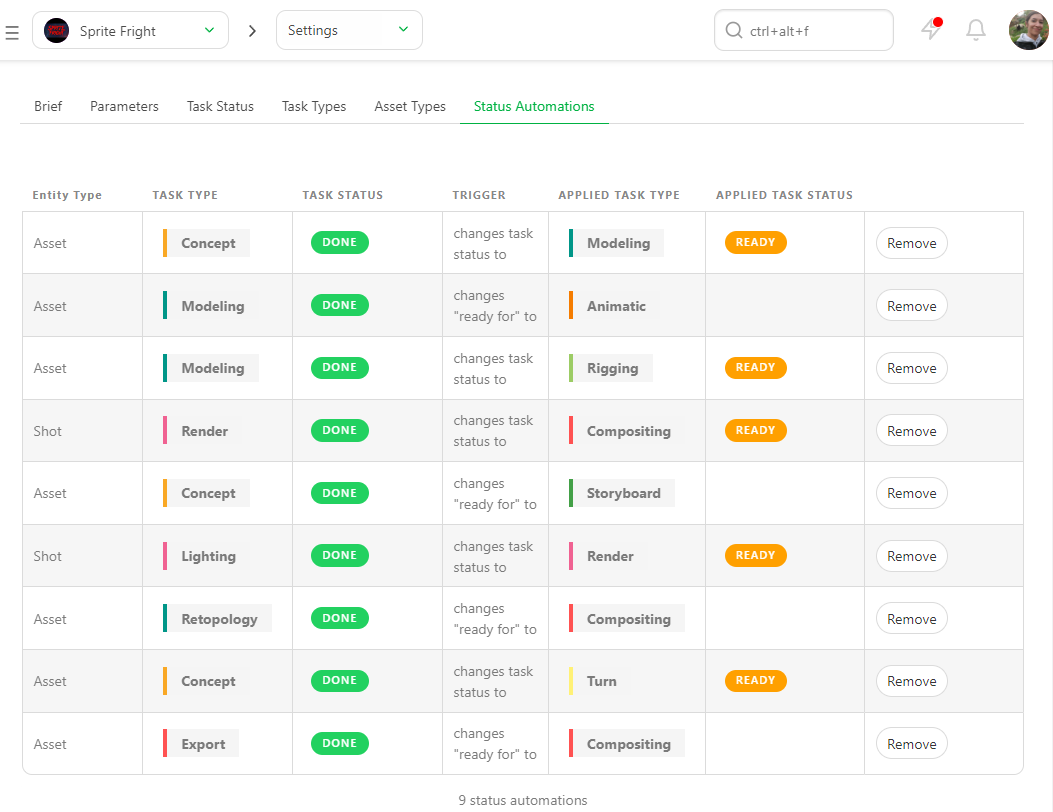 Sprite Fright
Settings
ctrl+alt+f
Brief Parameters Task Status Task Types Asset Types Status Automations
Entity Type TASK TYPE TASK STATUS TRIGGER APPLIED TASK TYPE APPLIED TASK STATUS
Asset Concept DONE changes task status to Modeling READY Remove
Asset Modeling DONE changes "ready for" to Animatic Remove
Asset Modeling DONE changes task status to Rigging READY Remove
Shot Render DONE changes task status to Compositing READY Remove
Asset Concept DONE changes "ready for" to Storyboard Remove
Shot Lighting DONE changes task status to Render READY Remove
Asset Retopology DONE changes "ready for" to Compositing Remove
Asset Concept DONE changes task status to Turn READY Remove
Asset Export DONE changes "ready for" to Compositing Remove
9 status automations